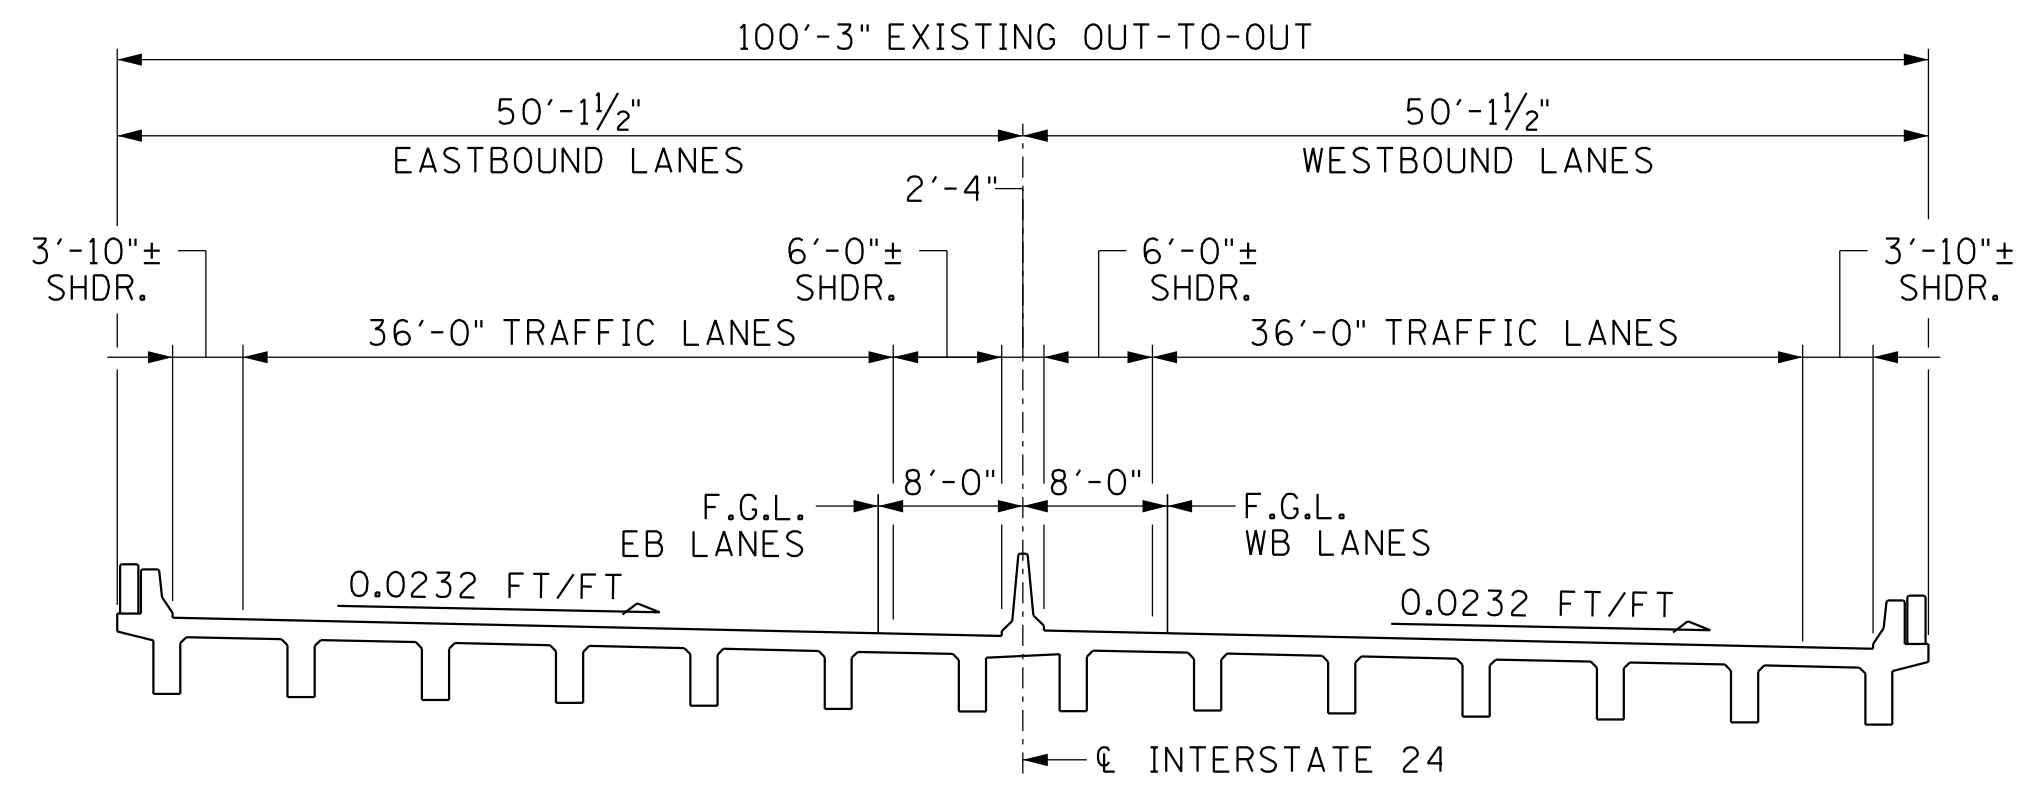 100'-3" EXISTING OUT-TO-OUT
50'-1½"
50'-1½"
EASTBOUND LANES
WESTBOUND LANES
2'-4"
3'-10"±
SHDR.
6'-0"±
SHDR.
6'-0"±
SHDR.
3'-10"±
SHDR.
36'-0" TRAFFIC LANES
36'-0" TRAFFIC LANES
8'-0"
8'-0"
F.G.L.
EB LANES
F.G.L.
WB LANES
0.0232 FT/FT
0.0232 FT/FT
℄ INTERSTATE 24